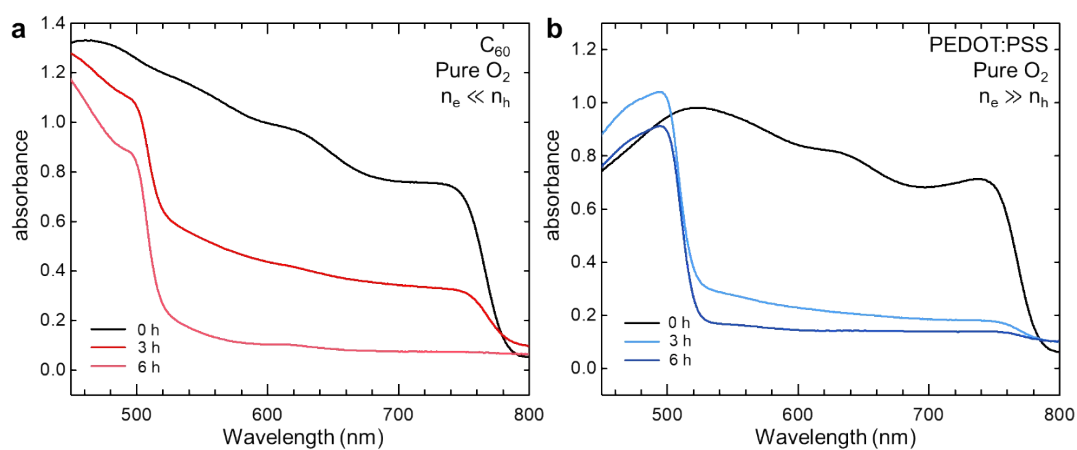 a
C₆₀
Pure O₂
nₑ ≪ nₕ
absorbance
1.4
1.2
1.0
0.8
0.6
0.4
0.2
0.0
0 h
3 h
6 h
500
600
700
800
Wavelength (nm)
b
PEDOT:PSS
Pure O₂
nₑ ≫ nₕ
absorbance
1.2
1.0
0.8
0.6
0.4
0.2
0.0
0 h
3 h
6 h
500
600
700
800
Wavelength (nm)